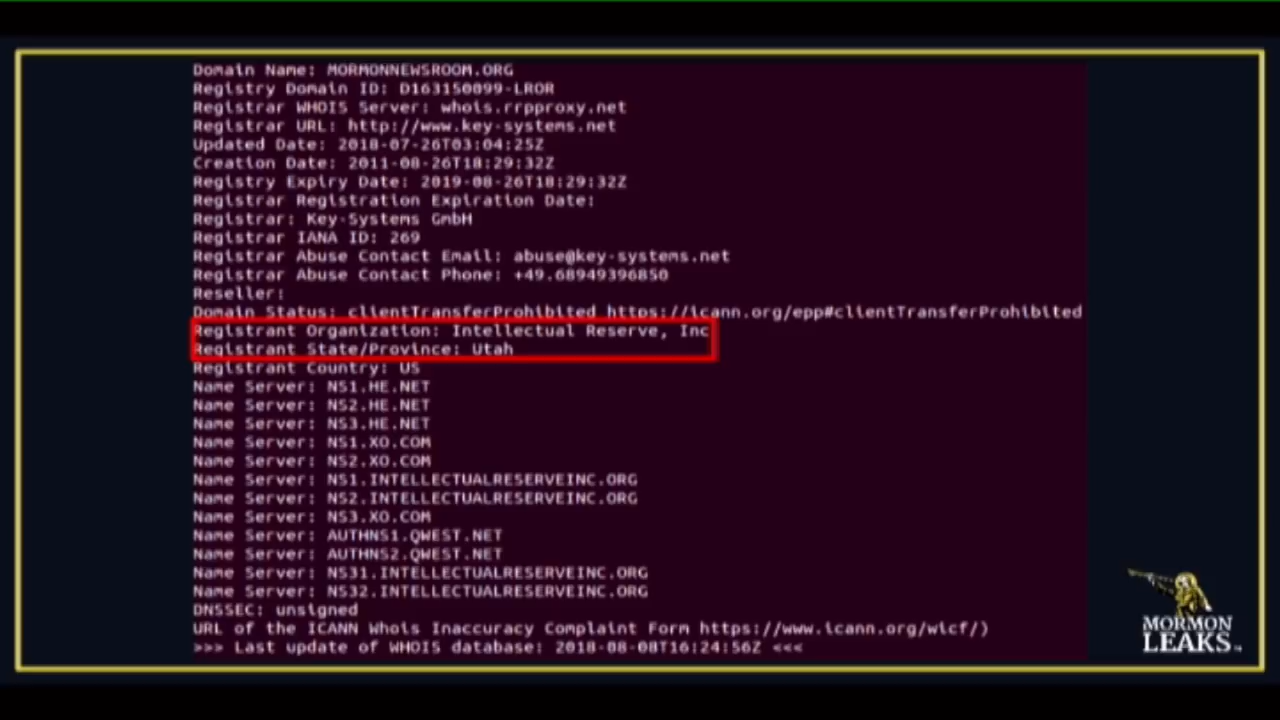 Domain Name: MORMONNEWSROOM.ORG
Registry Domain ID: D163150099-LROR
Registrar WHOIS Server: whois.rrpproxy.net
Registrar URL: http://www.key-systems.net
Updated Date: 2018-07-26T03:04:25Z
Creation Date: 2011-08-26T18:29:32Z
Registry Expiry Date: 2019-08-26T18:29:32Z
Registrar Registration Expiration Date:
Registrar: Key-Systems GmbH
Registrar IANA ID: 269
Registrar Abuse Contact Email: abuse@key-systems.net
Registrar Abuse Contact Phone: +49.68949396850
Reseller:
Domain Status: clientTransferProhibited https://icann.org/epp#clientTransferProhibited
Registrant Organization: Intellectual Reserve, Inc
Registrant State/Province: Utah
Registrant Country: US
Name Server: NS1.HE.NET
Name Server: NS2.HE.NET
Name Server: NS3.HE.NET
Name Server: NS1.XO.COM
Name Server: NS2.XO.COM
Name Server: NS1.INTELLECTUALRESERVEINC.ORG
Name Server: NS2.INTELLECTUALRESERVEINC.ORG
Name Server: NS3.XO.COM
Name Server: AUTHNS1.QWEST.NET
Name Server: AUTHNS2.QWEST.NET
Name Server: NS31.INTELLECTUALRESERVEINC.ORG
Name Server: NS32.INTELLECTUALRESERVEINC.ORG
DNSSEC: unsigned
URL of the ICANN Whois Inaccuracy Complaint Form https://www.icann.org/wicf/)
>>> Last update of WHOIS database: 2018-08-08T16:24:56Z <<<
MORMON
LEAKS™